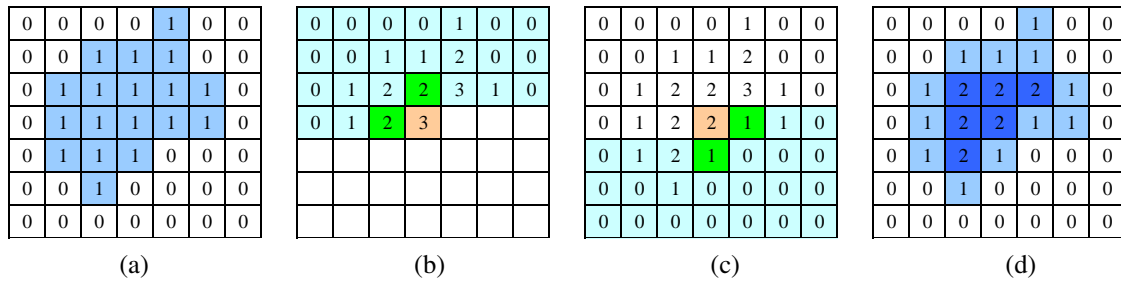 0 0 0 0 1 0 0 0 0 0 0 1 0 0 0 0 0 0 1 0 0 0 0 0 0 1 0 0
0 0 1 1 1 0 0 0 0 1 1 2 0 0 0 0 1 1 2 0 0 0 0 1 1 1 0 0
0 1 1 1 1 1 0 0 1 2 2 3 1 0 0 1 2 2 3 1 0 0 1 2 2 2 1 0
0 1 1 1 1 1 0 0 1 2 3 0 1 2 2 1 1 0 0 1 2 2 1 1 0
0 1 1 1 0 0 0 0 1 2 1 0 0 0 0 1 2 1 0 0 0
0 0 1 0 0 0 0 0 0 1 0 0 0 0 0 0 1 0 0 0 0
0 0 0 0 0 0 0 0 0 0 0 0 0 0 0 0 0 0 0 0 0
(a) (b) (c) (d)